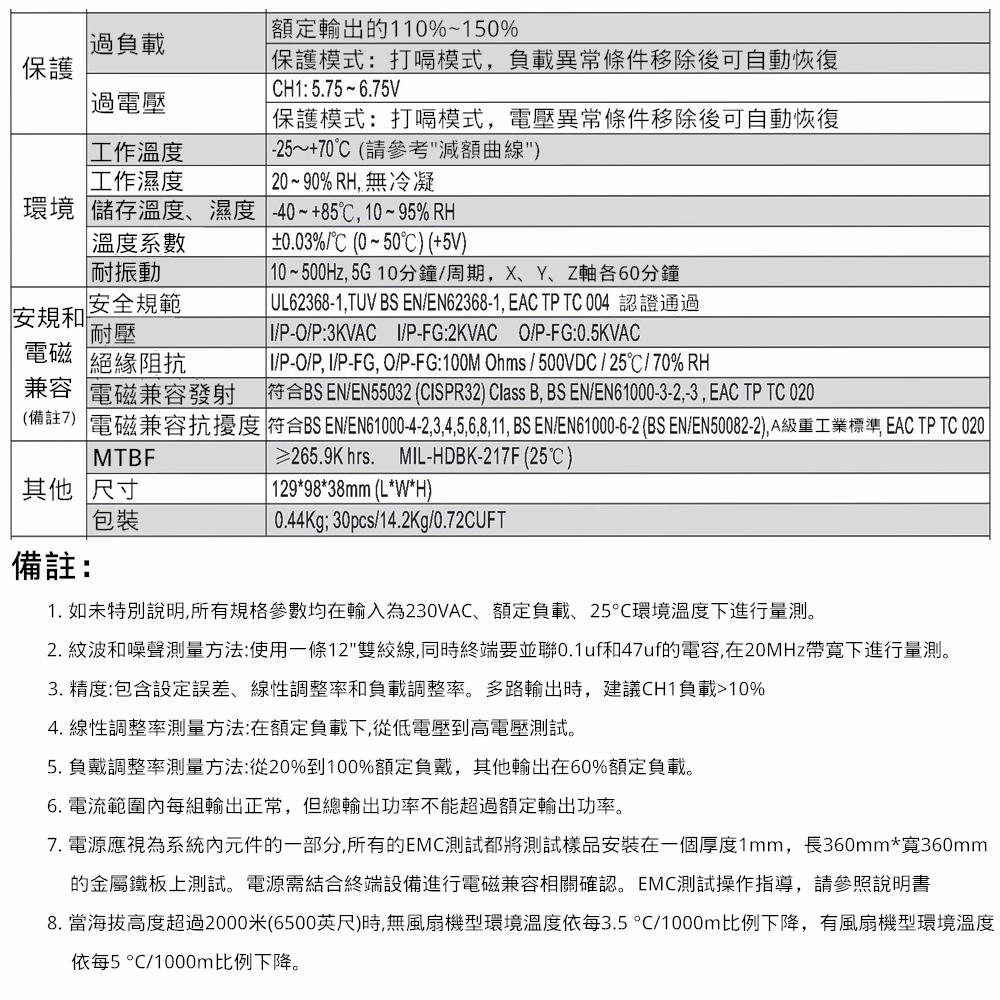 保護
過負載
額定輸出的110%~150%
保護模式：打嗝模式，負載異常條件移除後可自動恢復
過電壓
CH1: 5.75 ~ 6.75V
保護模式：打嗝模式，電壓異常條件移除後可自動恢復
環境
工作溫度
-25～+70℃ (請參考"減額曲線")
工作濕度
20 ~ 90% RH, 無冷凝
儲存溫度、濕度
-40 ~ +85℃, 10 ~ 95% RH
溫度系數
±0.03%/℃ (0 ~ 50℃) (+5V)
耐振動
10 ~ 500Hz, 5G 10分鐘/周期，X、Y、Z軸各60分鐘
安規和
電磁
兼容
(備註7)
安全規範
UL62368-1,TUV BS EN/EN62368-1, EAC TP TC 004 認證通過
耐壓
I/P-O/P:3KVAC I/P-FG:2KVAC O/P-FG:0.5KVAC
絕緣阻抗
I/P-O/P, I/P-FG, O/P-FG:100M Ohms / 500VDC / 25℃/ 70% RH
電磁兼容發射
符合BS EN/EN55032 (CISPR32) Class B, BS EN/EN61000-3-2,-3 , EAC TP TC 020
電磁兼容抗擾度
符合BS EN/EN61000-4-2,3,4,5,6,8,11, BS EN/EN61000-6-2 (BS EN/EN50082-2), A級重工業標準, EAC TP TC 020
其他
MTBF
≥265.9K hrs. MIL-HDBK-217F (25℃)
尺寸
129*98*38mm (L*W*H)
包裝
0.44Kg; 30pcs/14.2Kg/0.72CUFT
備註：
1. 如未特別說明,所有規格參數均在輸入為230VAC、額定負載、25°C環境溫度下進行量測。
2. 紋波和噪聲測量方法:使用一條12"雙絞線,同時終端要並聯0.1uf和47uf的電容,在20MHz帶寬下進行量測。
3. 精度:包含設定誤差、線性調整率和負載調整率。多路輸出時，建議CH1負載>10%
4. 線性調整率測量方法:在額定負載下,從低電壓到高電壓測試。
5. 負戴調整率測量方法:從20%到100%額定負戴，其他輸出在60%額定負載。
6. 電流範圍內每組輸出正常，但總輸出功率不能超過額定輸出功率。
7. 電源應視為系統內元件的一部分,所有的EMC測試都將測試樣品安裝在一個厚度1mm，長360mm*寬360mm
的金屬鐵板上測試。電源需結合終端設備進行電磁兼容相關確認。EMC測試操作指導，請參照說明書
8. 當海拔高度超過2000米(6500英尺)時,無風扇機型環境溫度依每3.5 °C/1000m比例下降，有風扇機型環境溫度
依每5 °C/1000m比例下降。